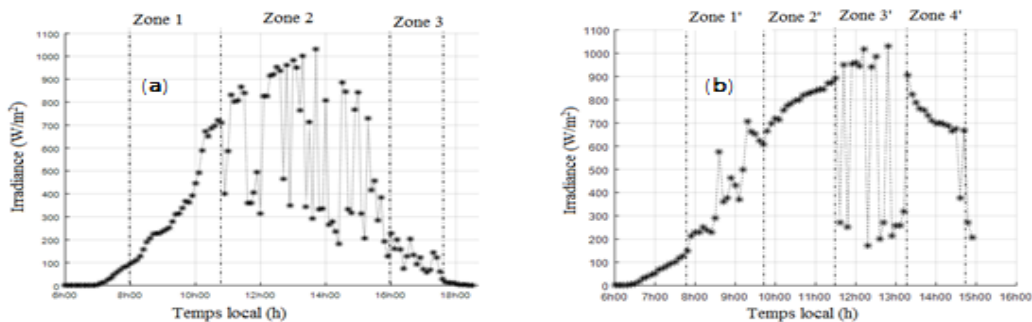 Zone 1
Zone 2
Zone 3
1100
1000
900
800
700
600
500
400
300
200
100
0
(a)
Irradiance (W/m²)
6h00
8h00
10h00
12h00
14h00
16h00
18h00
Temps local (h)
Zone 1'
Zone 2'
Zone 3'
Zone 4'
1100
1000
900
800
700
600
500
400
300
200
100
0
(b)
Irradiance (W/m²)
6h00
7h00
8h00
9h00
10h00
11h00
12h00
13h00
14h00
15h00
16h00
Temps local (h)